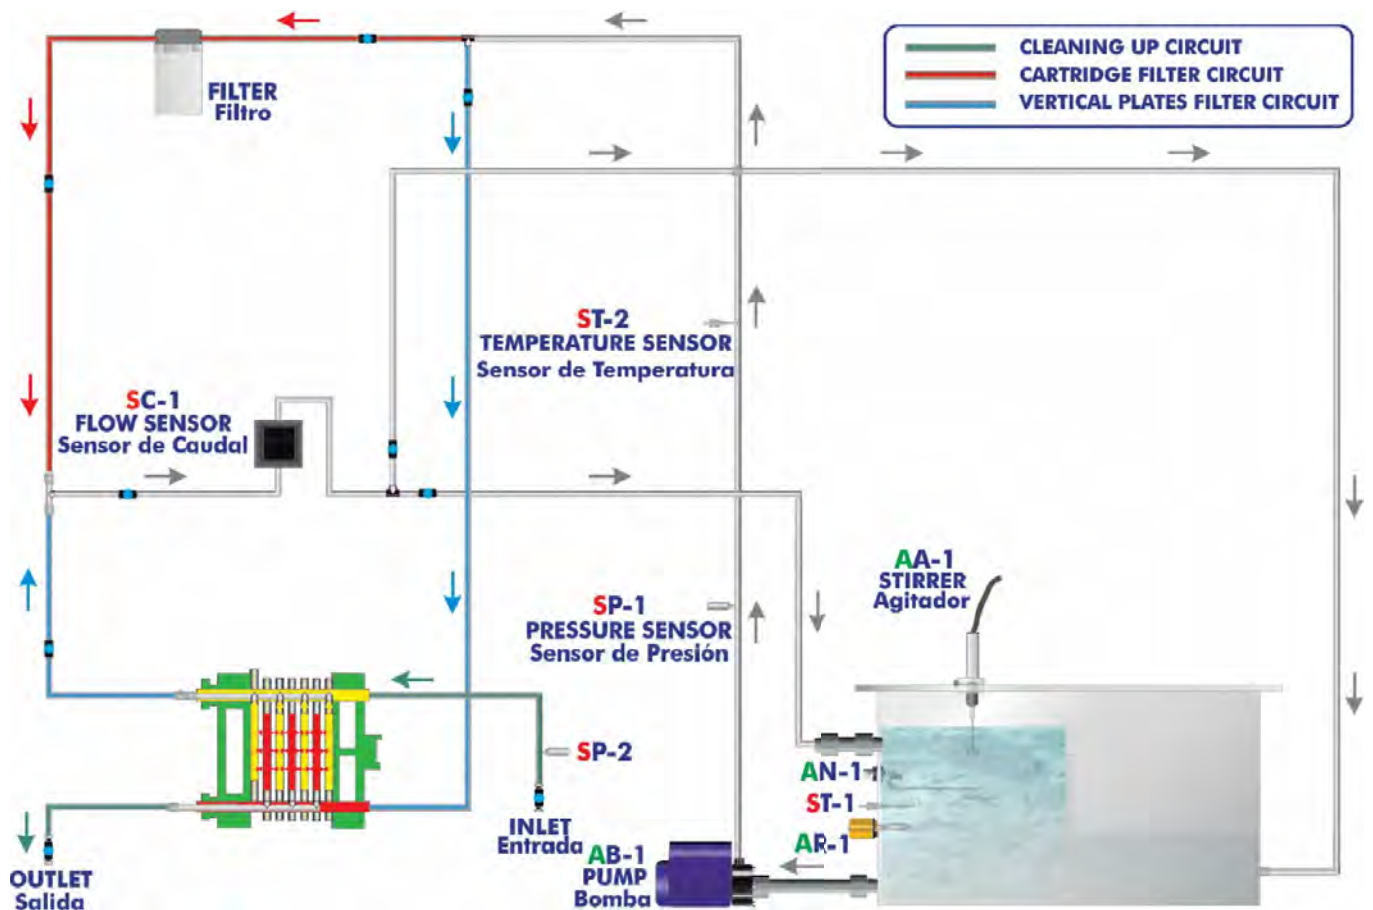 CLEANING UP CIRCUIT
CARTRIDGE FILTER CIRCUIT
VERTICAL PLATES FILTER CIRCUIT
FILTER
Filtro
ST-2
TEMPERATURE SENSOR
Sensor de Temperatura
SC-1
FLOW SENSOR
Sensor de Caudal
AA-1
STIRRER
Agitador
SP-1
PRESSURE SENSOR
Sensor de Presión
SP-2
AN-1
ST-1
AR-1
INLET
Entrada
AB-1
PUMP
Bomba
OUTLET
Salida